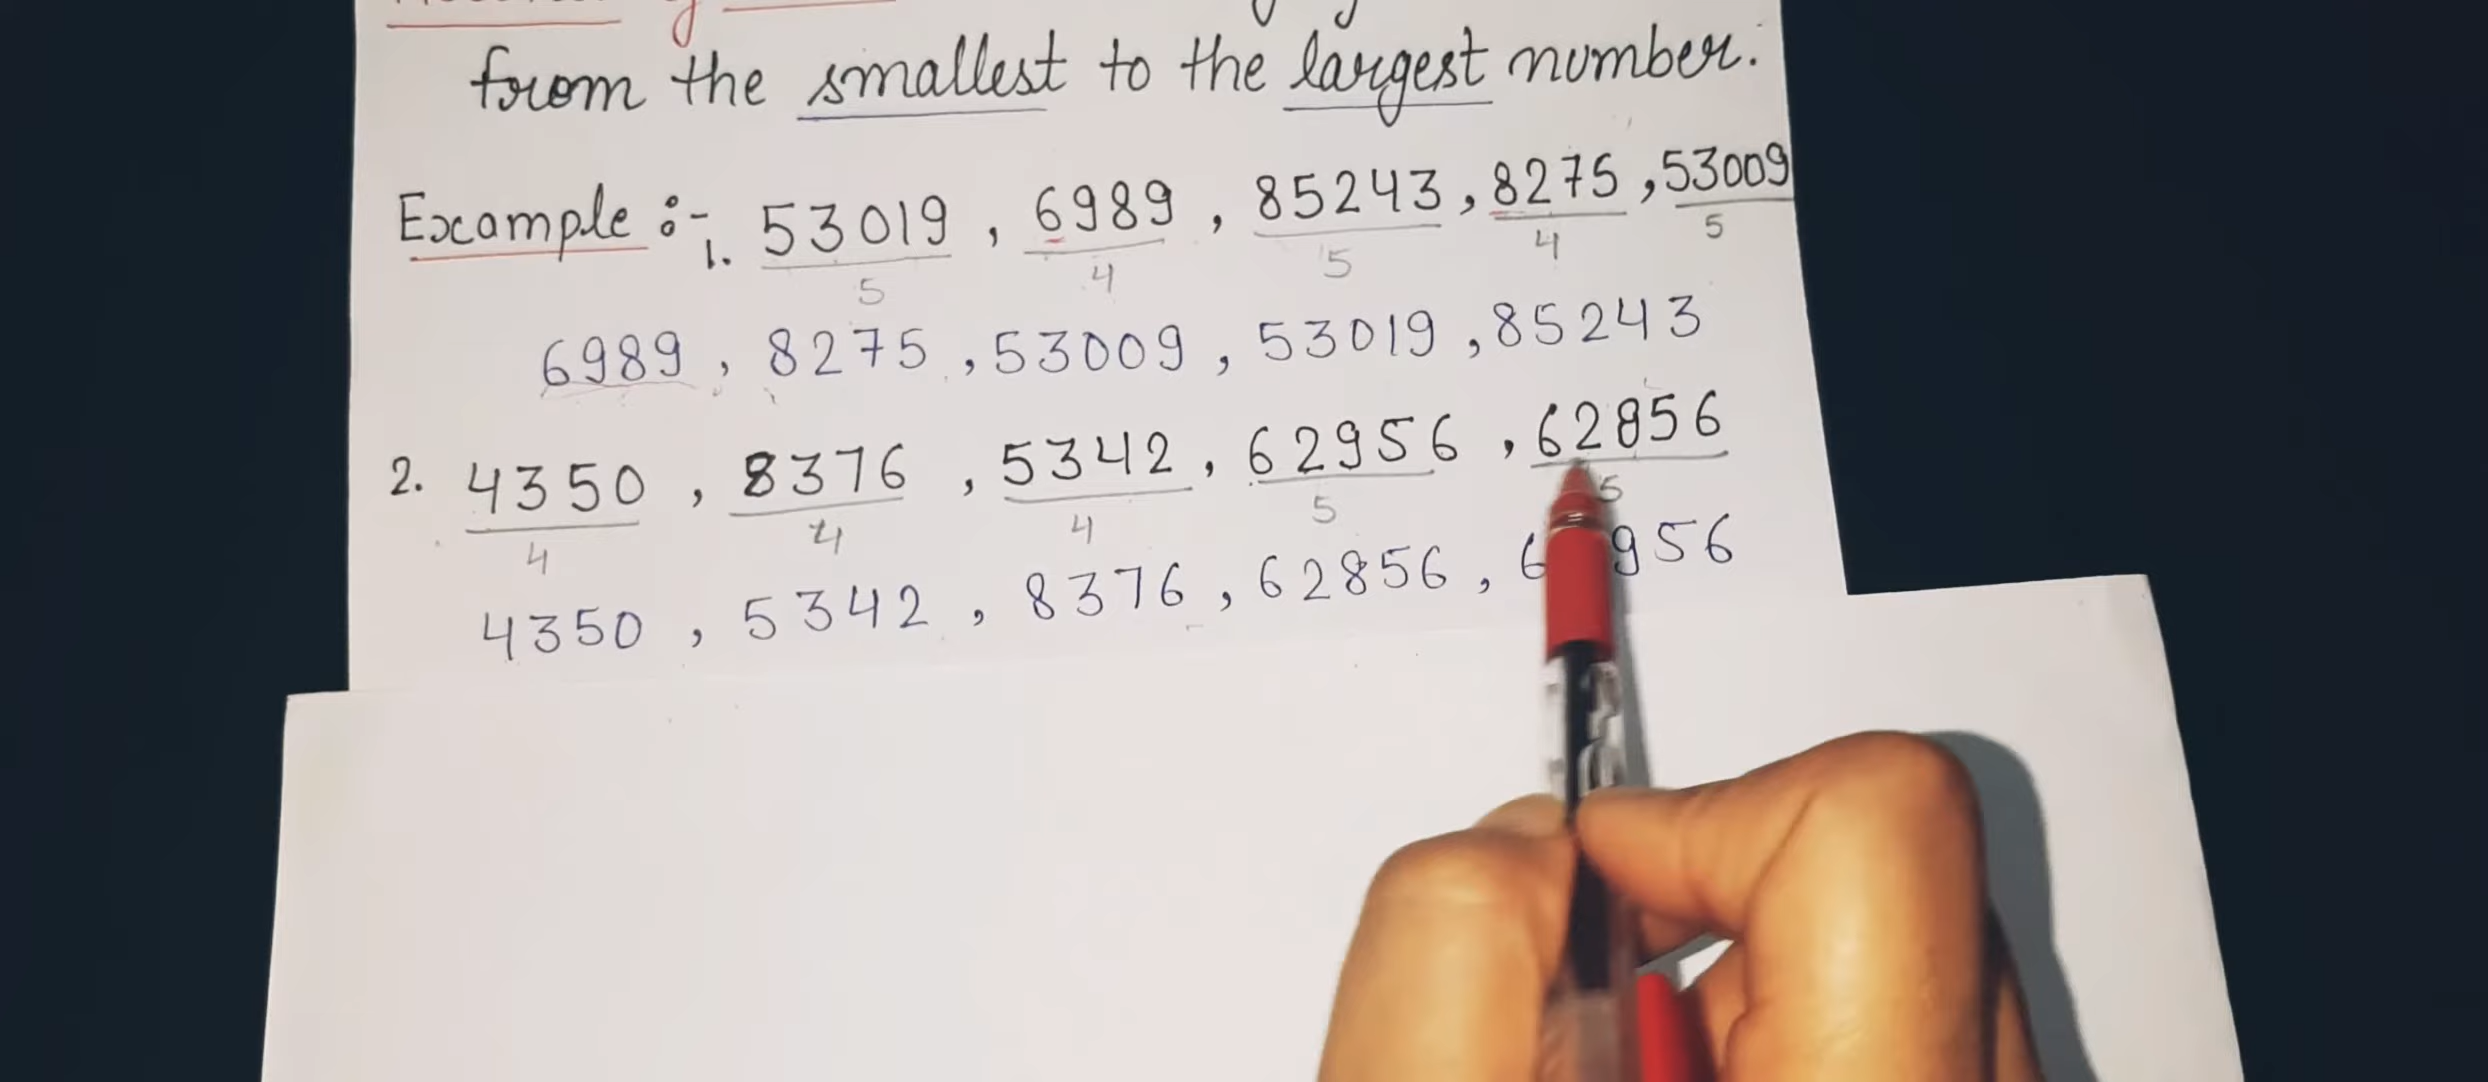 from the smallest to the largest number.
Example :- 1. 53019 , 6989 , 85243 , 8275 , 53009
5 4 5 4 5
6989 , 8275 , 53009 , 53019 , 85243
2. 4350 , 8376 , 5342 , 62956 , 62856
4 4 4 5 5
4350 , 5342 , 8376 , 62856 ,